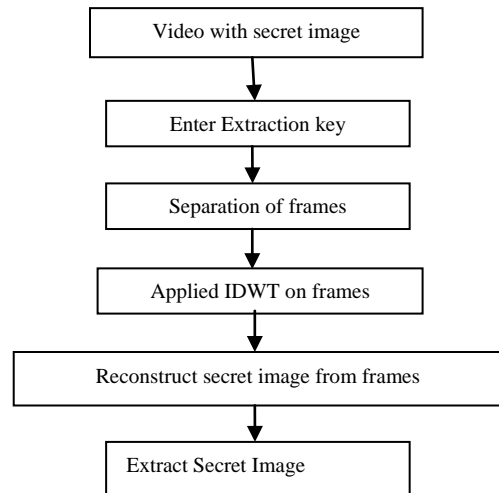 Video with secret image
Enter Extraction key
Separation of frames
Applied IDWT on frames
Reconstruct secret image from frames
Extract Secret Image